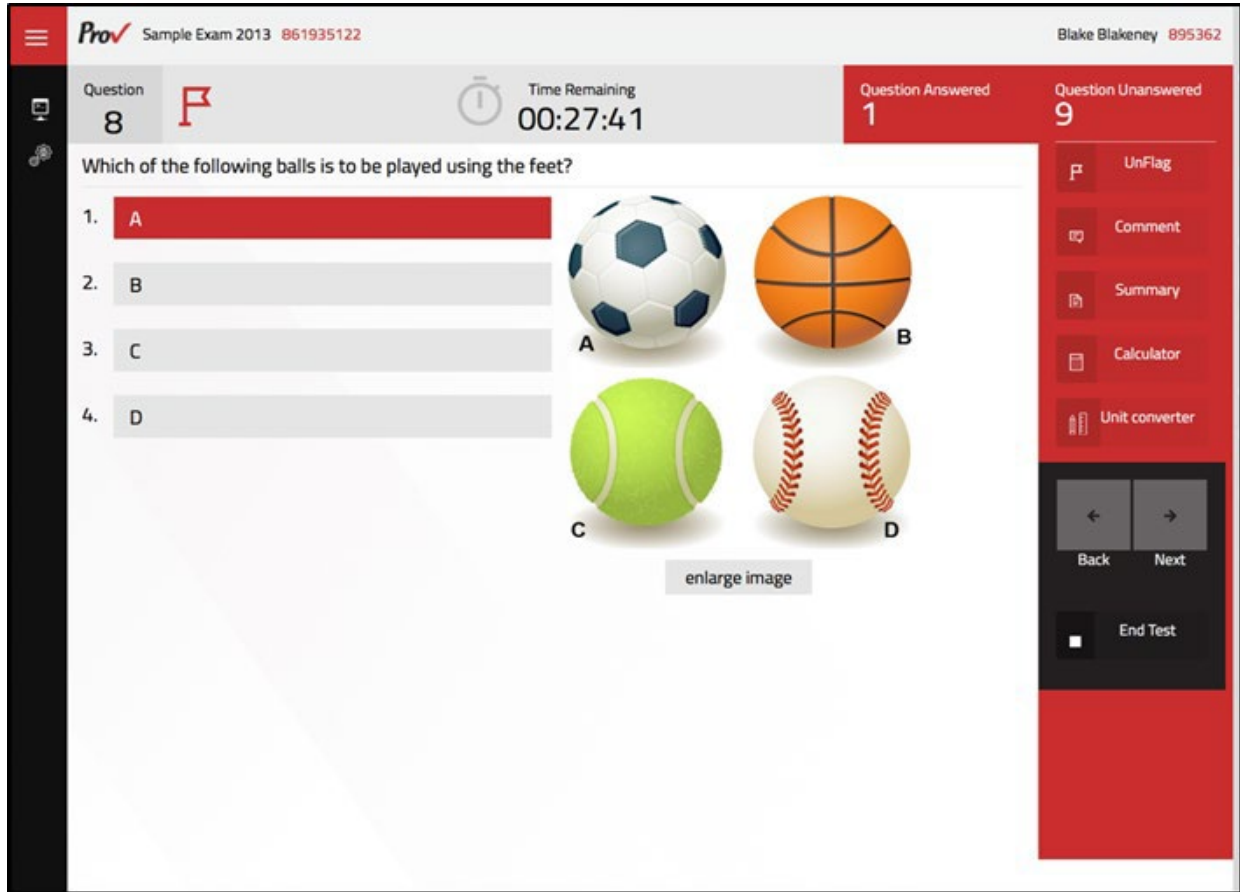 Prov Sample Exam 2013 861935122
Blake Blakeney 895362
Question
8
Time Remaining
00:27:41
Question Answered
1
Question Unanswered
9
Which of the following balls is to be played using the feet?
1. A
2. B
3. C
4. D
A
B
C
D
enlarge image
UnFlag
Comment
Summary
Calculator
Unit converter
Back
Next
End Test